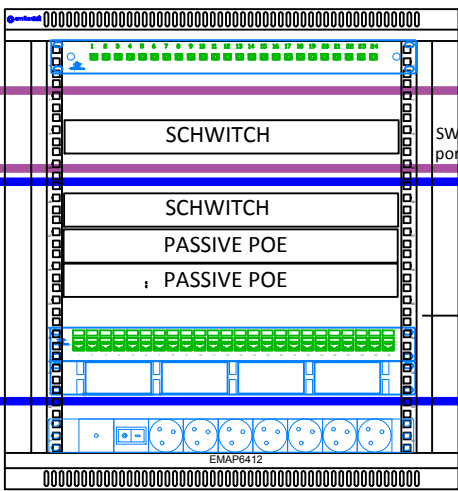 1 2 3 4 5 6 7 8 9 10 11 12 13 14 15 16 17 18 19 20 21 22 23 24
SCHWITCH
SW
por
SCHWITCH
PASSIVE POE
PASSIVE POE
EMAP6412